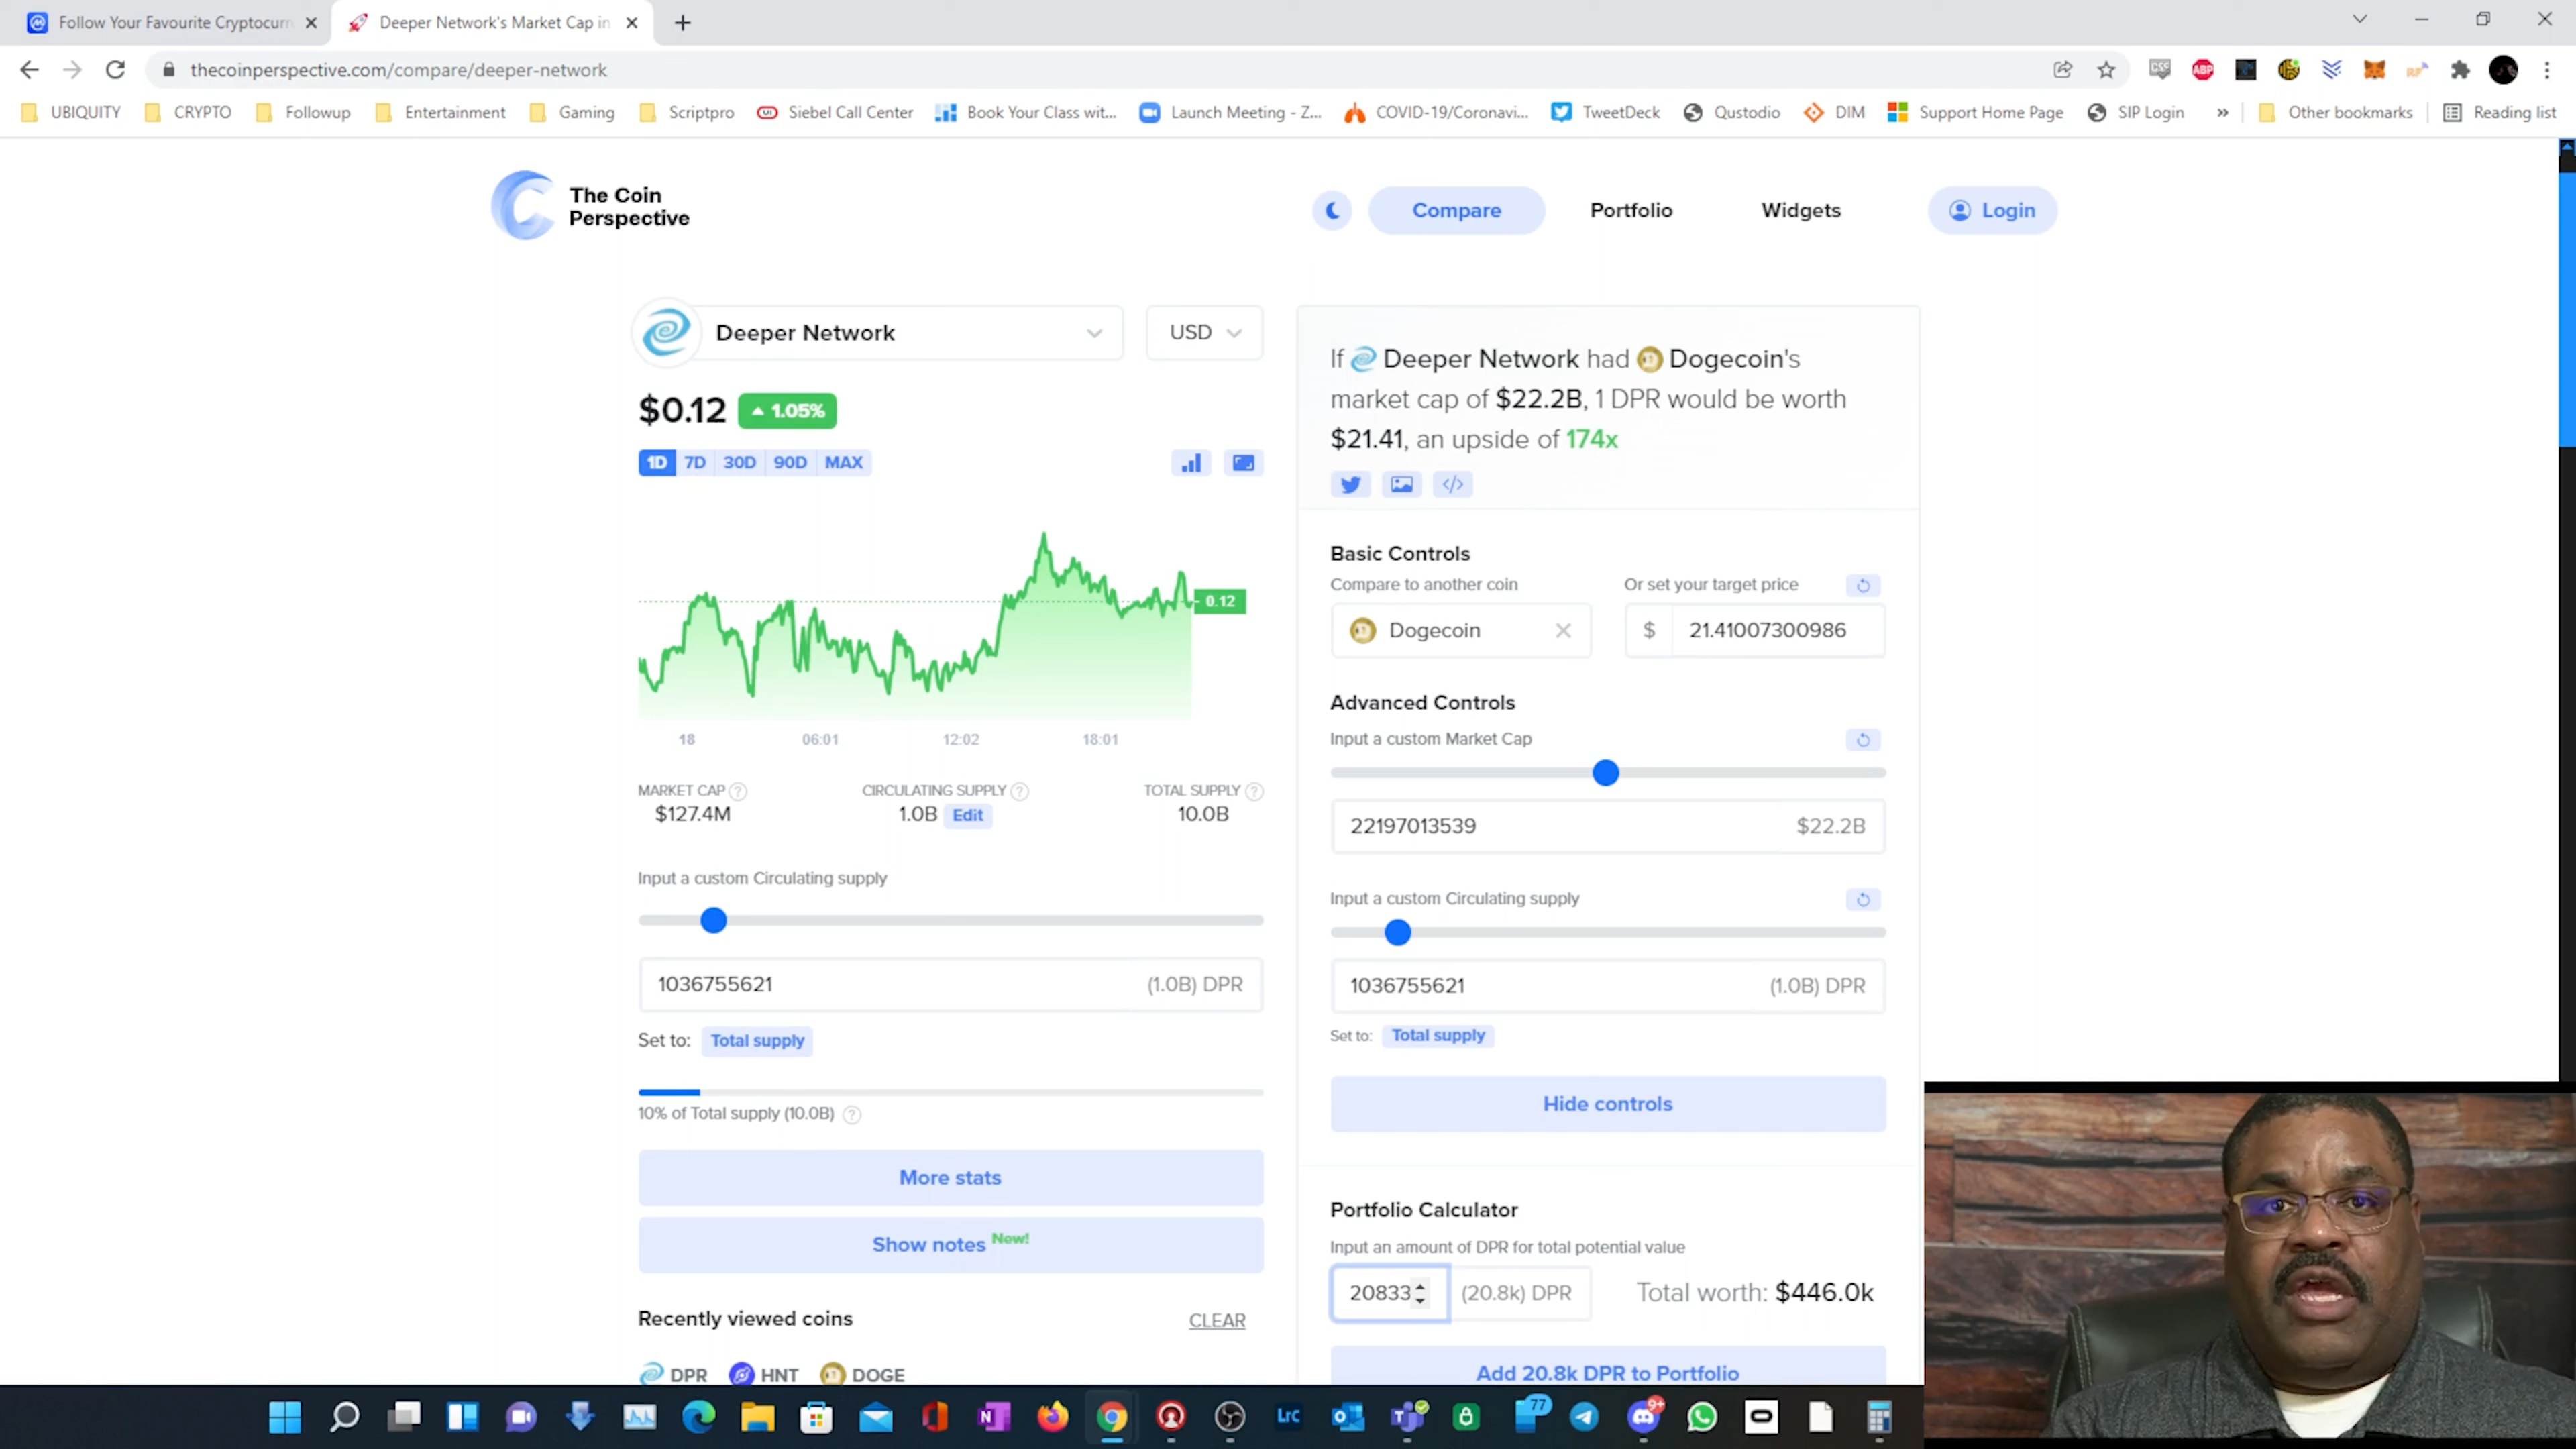 Follow Your Favourite Cryptocurr
Deeper Network's Market Cap in
thecoinperspective.com/compare/deeper-network
UBIQUITY CRYPTO Followup Entertainment Gaming Scriptpro Siebel Call Center Book Your Class wit... Launch Meeting - Z... COVID-19/Coronavi... TweetDeck Qustodio DIM Support Home Page SIP Login » Other bookmarks Reading list
The Coin
Perspective
Compare Portfolio Widgets Login
Deeper Network USD
$0.12 1.05%
1D 7D 30D 90D MAX
0.12
18 06:01 12:02 18:01
MARKET CAP ? CIRCULATING SUPPLY ? TOTAL SUPPLY ?
$127.4M 1.0B Edit 10.0B
Input a custom Circulating supply
1036755621 (1.0B) DPR
Set to: Total supply
10% of Total supply (10.0B) ?
More stats
Show notes New!
Recently viewed coins CLEAR
DPR HNT DOGE
If Deeper Network had Dogecoin's
market cap of $22.2B, 1 DPR would be worth
$21.41, an upside of 174x
Basic Controls
Compare to another coin Or set your target price
Dogecoin $ 21.41007300986
Advanced Controls
Input a custom Market Cap
22197013539 $22.2B
Input a custom Circulating supply
1036755621 (1.0B) DPR
Set to: Total supply
Hide controls
Portfolio Calculator
Input an amount of DPR for total potential value
20833 (20.8k) DPR Total worth: $446.0k
Add 20.8k DPR to Portfolio
Lrc 77 9+